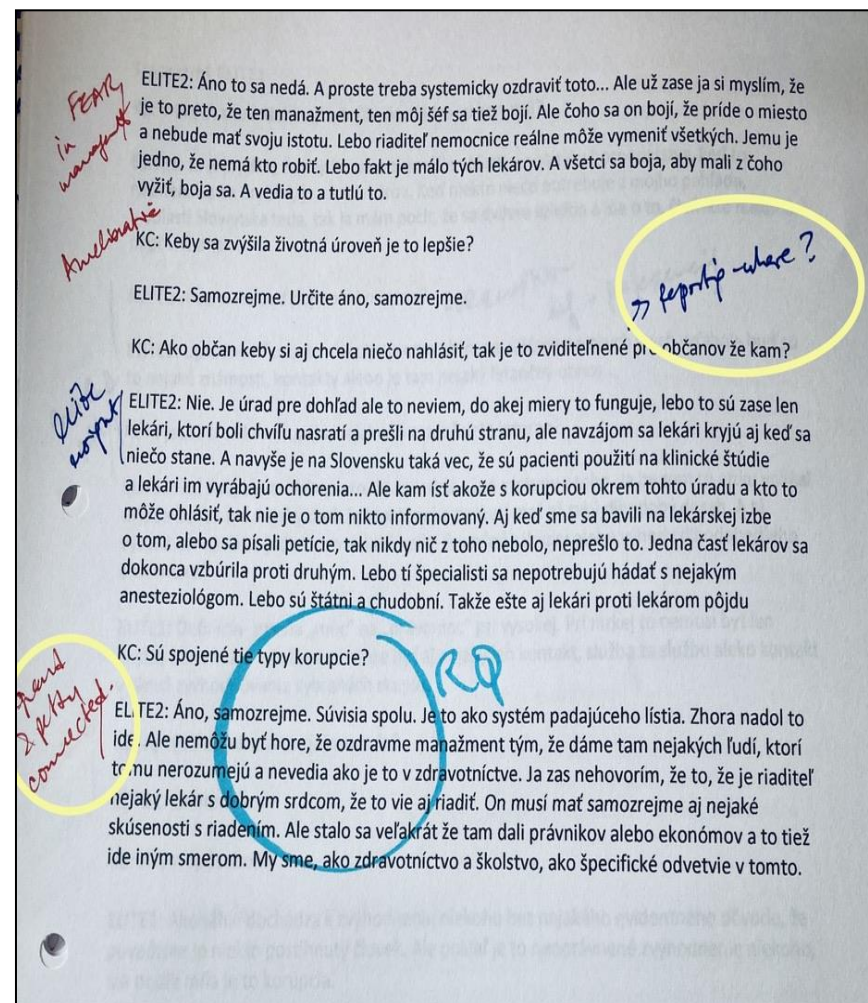 in FEAR
management
ELITE2: Áno to sa nedá. A proste treba systemicky ozdraviť toto... Ale už zase ja si myslím, že
je to preto, že ten manažment, ten môj šéf sa tiež bojí. Ale čoho sa on bojí, že príde o miesto
a nebude mať svoju istotu. Lebo riaditeľ nemocnice reálne môže vymeniť všetkých. Jemu je
jedno, že nemá kto robiť. Lebo fakt je málo tých lekárov. A všetci sa boja, aby mali z čoho
vyžiť, boja sa. A vedia to a tutlú to.
KC: Keby sa zvýšila životná úroveň je to lepšie?
ELITE2: Samozrejme. Určite áno, samozrejme.
where?
KC: Ako občan keby si aj chcela niečo nahlásiť, tak je to zviditeľnené občanov že kam?
elite
ELITE2: Nie. Je úrad pre dohľad ale to neviem, do akej miery to funguje, lebo to sú zase len
lekári, ktorí boli chvíľu nasratí a prešli na druhú stranu, ale navzájom sa lekári kryjú aj keď sa
niečo stane. A navyše je na Slovensku taká vec, že sú pacienti použití na klinické štúdie
a lekári im vyrábajú ochorenia... Ale kam ísť akože s korupciou okrem tohto úradu a kto to
môže ohlásiť, tak nie je o tom nikto informovaný. Aj keď sme sa bavili na lekárskej izbe
o tom, alebo sa písali petície, tak nikdy nič z toho nebolo, neprešlo to. Jedna časť lekárov sa
dokonca vzbúrila proti druhým. Lebo tí špecialisti sa nepotrebujú hádať s nejakým
anesteziológom. Lebo sú štátni a chudobní. Takže ešte aj lekári proti lekárom pôjdu
KC: Sú spojené tie typy korupcie?
RQ
& petty
connected.
ELITE2: Áno, samozrejme. Súvisia spolu. Je to ako systém padajúceho lístia. Zhora nadol to
ide. Ale nemôžu byť hore, že ozdravme manažment tým, že dáme tam nejakých ľudí, ktorí
tomu nerozumejú a nevedia ako je to v zdravotníctve. Ja zas nehovorím, že to, že je riaditeľ
nejaký lekár s dobrým srdcom, že to vie aj riadiť. On musí mať samozrejme aj nejaké
skúsenosti s riadením. Ale stalo sa veľakrát že tam dali právnikov alebo ekonómov a to tiež
ide iným smerom. My sme, ako zdravotníctvo a školstvo, ako špecifické odvetvie v tomto.